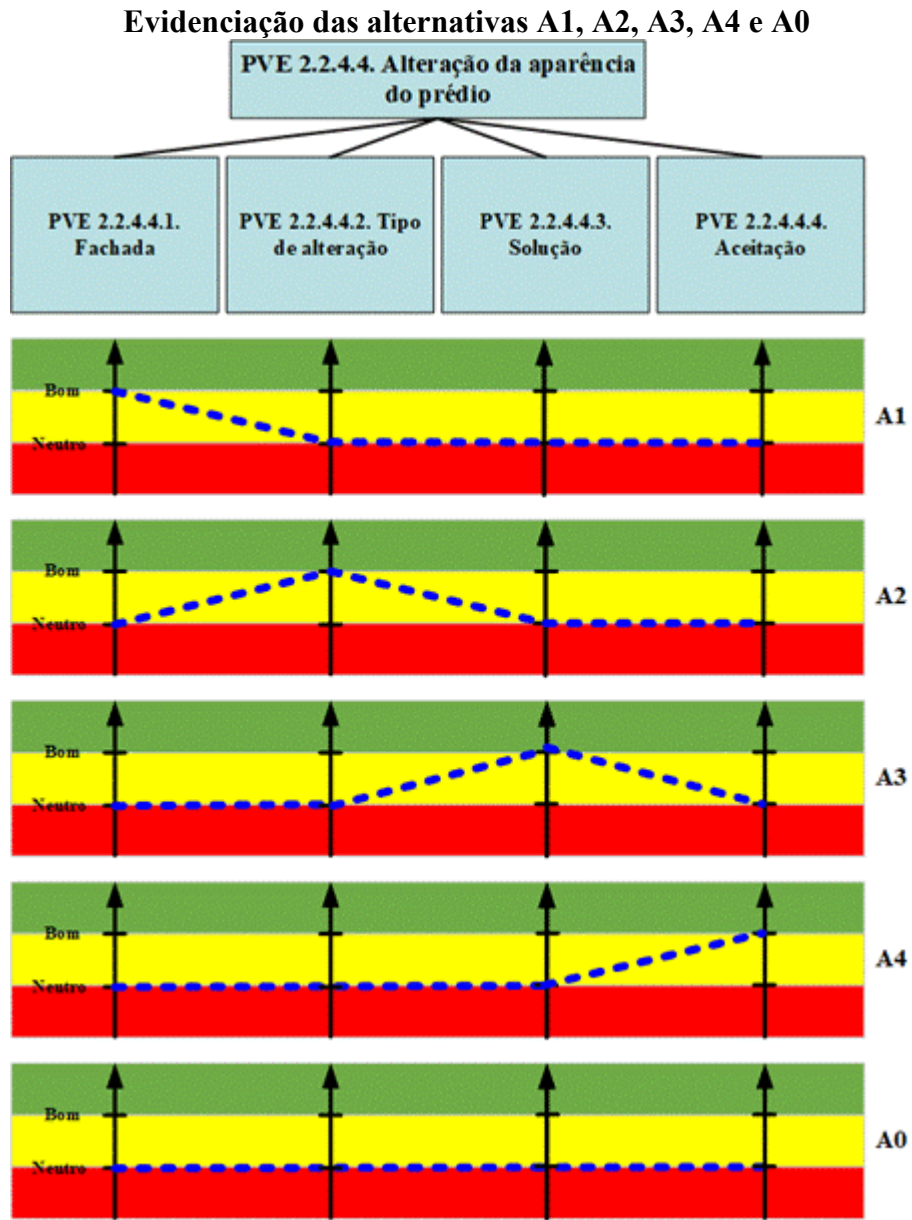 Evidenciação das alternativas A1, A2, A3, A4 e A0
PVE 2.2.4.4. Alteração da aparência
do prédio
PVE 2.2.4.4.1.
Fachada
PVE 2.2.4.4.2. Tipo
de alteração
PVE 2.2.4.4.3.
Solução
PVE 2.2.4.4.4.
Aceitação
Bom
Neutro
A1
Bom
Neutro
A2
Bom
Neutro
A3
Bom
Neutro
A4
Bom
Neutro
A0